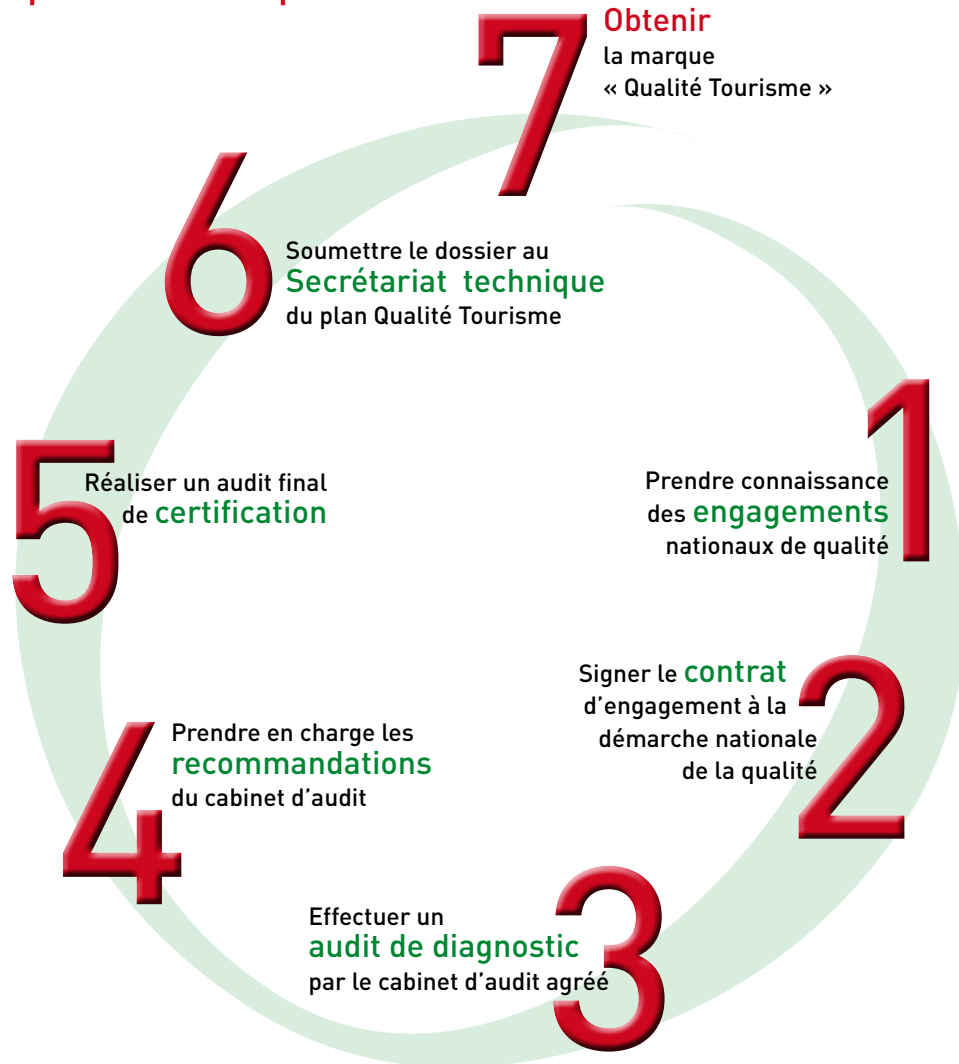 7
Obtenir
la marque
« Qualité Tourisme »
6
Soumettre le dossier au
Secrétariat technique
du plan Qualité Tourisme
5
Réaliser un audit final
de certification
1
Prendre connaissance
des engagements
nationaux de qualité
2
Signer le contrat
d'engagement à la
démarche nationale
de la qualité
4
Prendre en charge les
recommandations
du cabinet d'audit
3
Effectuer un
audit de diagnostic
par le cabinet d'audit agréé